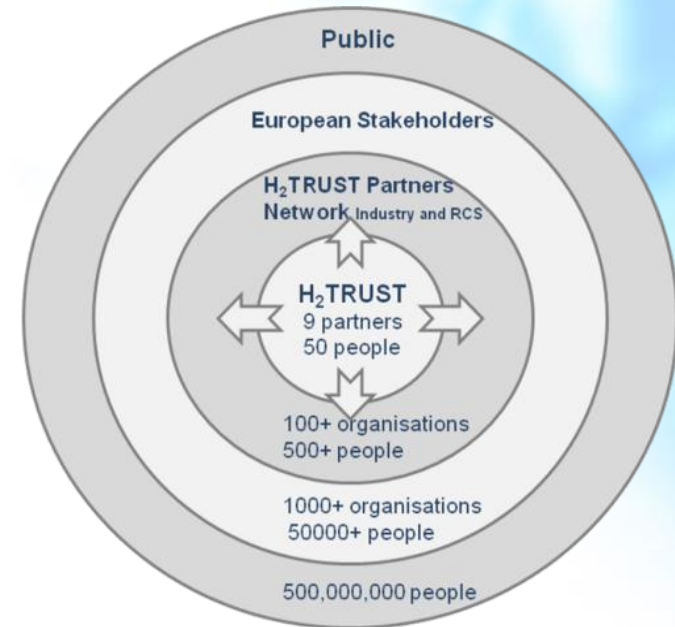 Public
European Stakeholders
H₂TRUST Partners
Network Industry and RCS
H₂TRUST
9 partners
50 people
100+ organisations
500+ people
1000+ organisations
50000+ people
500,000,000 people